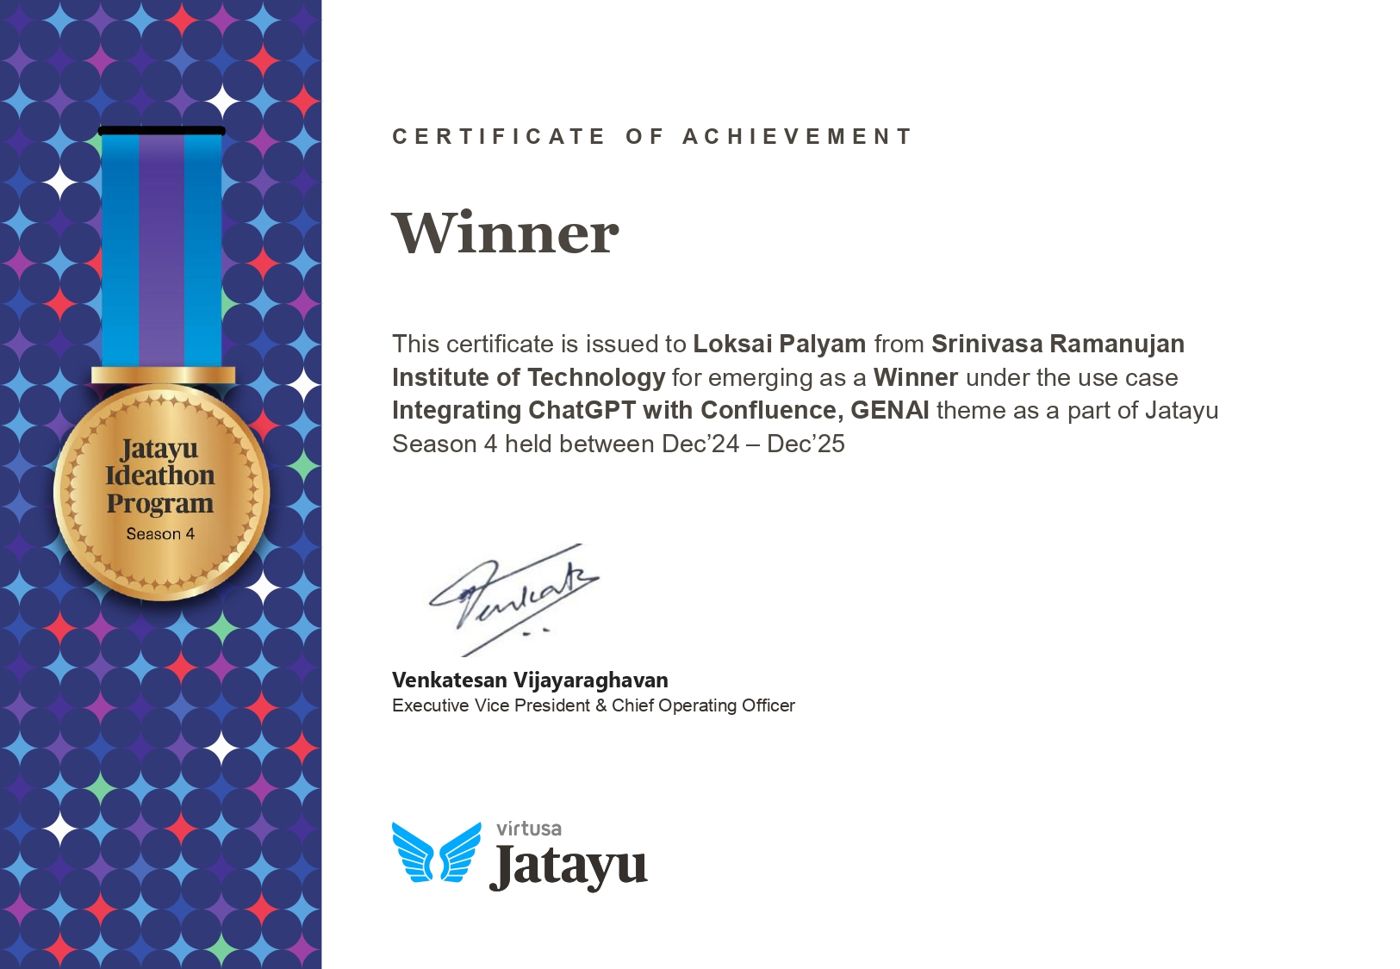 CERTIFICATE OF ACHIEVEMENT
Winner
This certificate is issued to Loksai Palyam from Srinivasa Ramanujan
Institute of Technology for emerging as a Winner under the use case
Integrating ChatGPT with Confluence, GENAI theme as a part of Jatayu
Season 4 held between Dec’24 – Dec’25
Jatayu
Ideathon
Program
Season 4
Venkat
Venkatesan Vijayaraghavan
Executive Vice President & Chief Operating Officer
virtusa
Jatayu